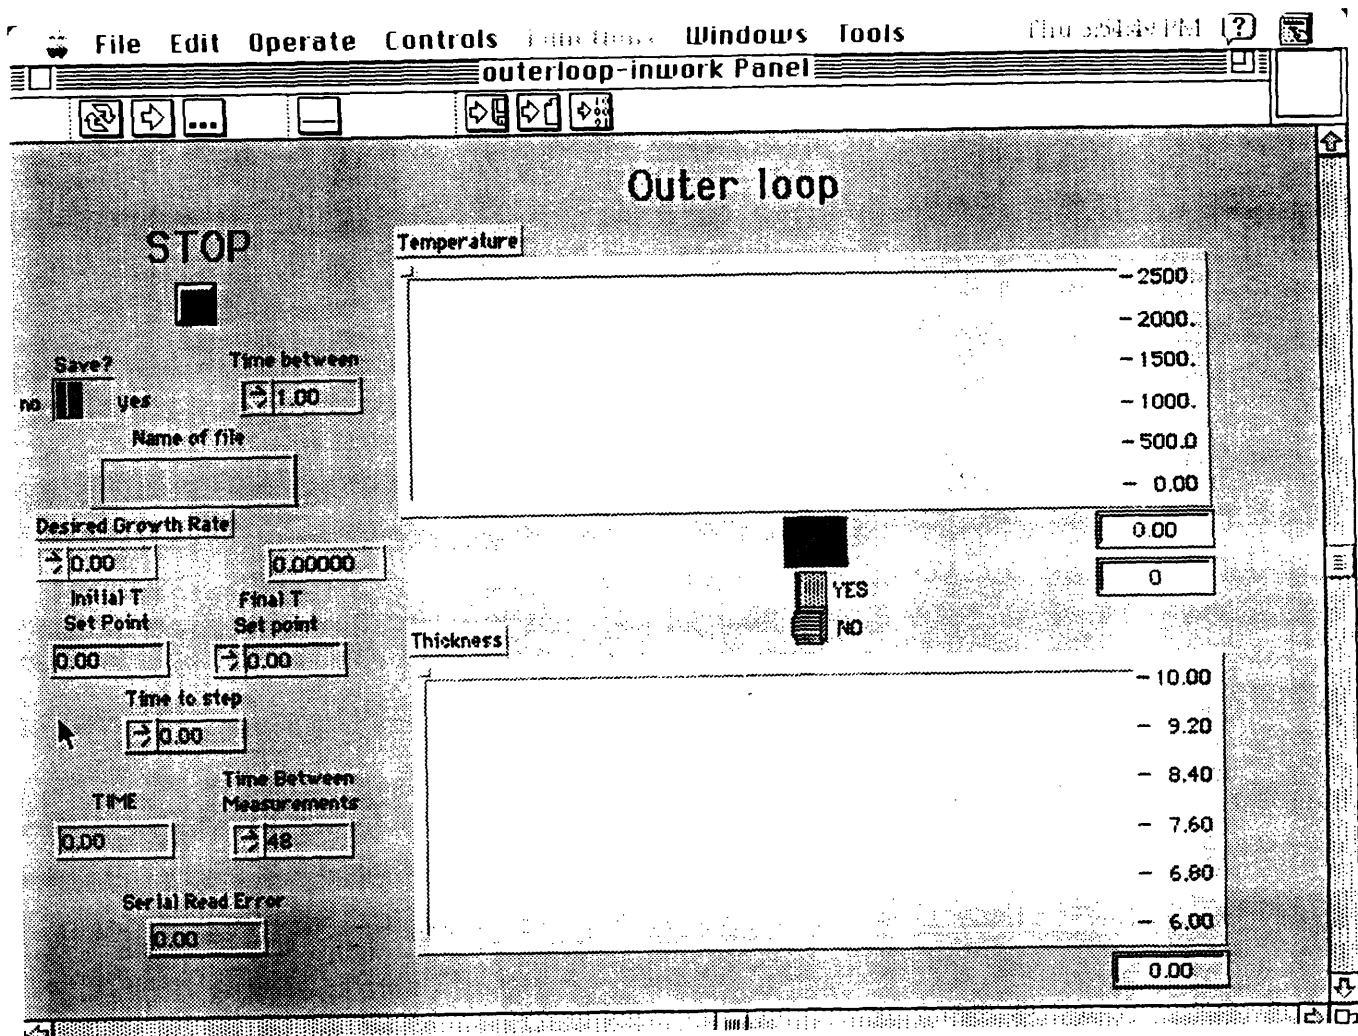 File Edit Operate Controls Windows Tools
outerloop-inwork Panel
Outer loop
STOP
Save?
no yes
Time between
1.00
Name of file
Desired Growth Rate
0.00
0.00000
Initial T
Set Point
0.00
Final T
Set point
0.00
Time to step
0.00
TIME
0.00
Time Between
Measurements
48
Serial Read Error
0.00
Temperature
2500.
2000.
1500.
1000.
500.0
0.00
0.00
0
YES
NO
Thickness
10.00
9.20
8.40
7.60
6.80
6.00
0.00